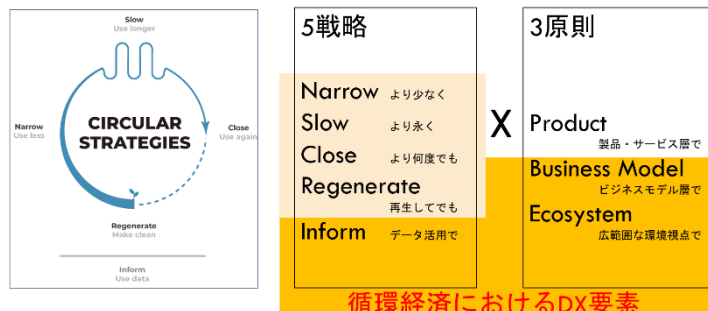 Slow
Use longer
Narrow
Use less
CIRCULAR
STRATEGIES
Close
Use again
Regenerate
Make clean
Inform
Use data
5戦略
Narrow より少なく
Slow より永く
Close より何度でも
Regenerate
再生してでも
Inform データ活用で
X
3原則
Product
製品・サービス層で
Business Model
ビジネスモデル層で
Ecosystem
広範囲な環境視点で
循環経済におけるDX要素